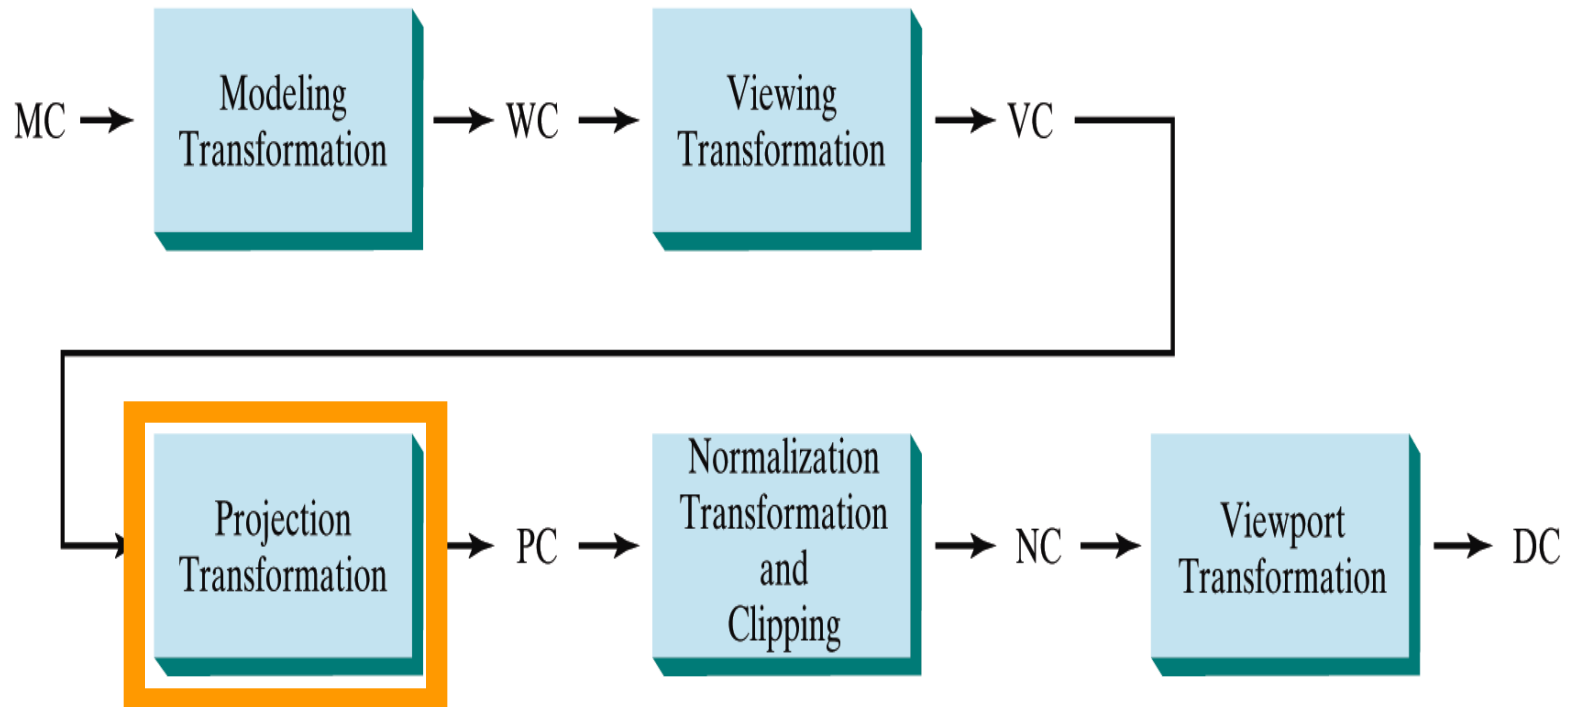 MC
Modeling
Transformation
WC
Viewing
Transformation
VC
Projection
Transformation
PC
Normalization
Transformation
and
Clipping
NC
Viewport
Transformation
DC